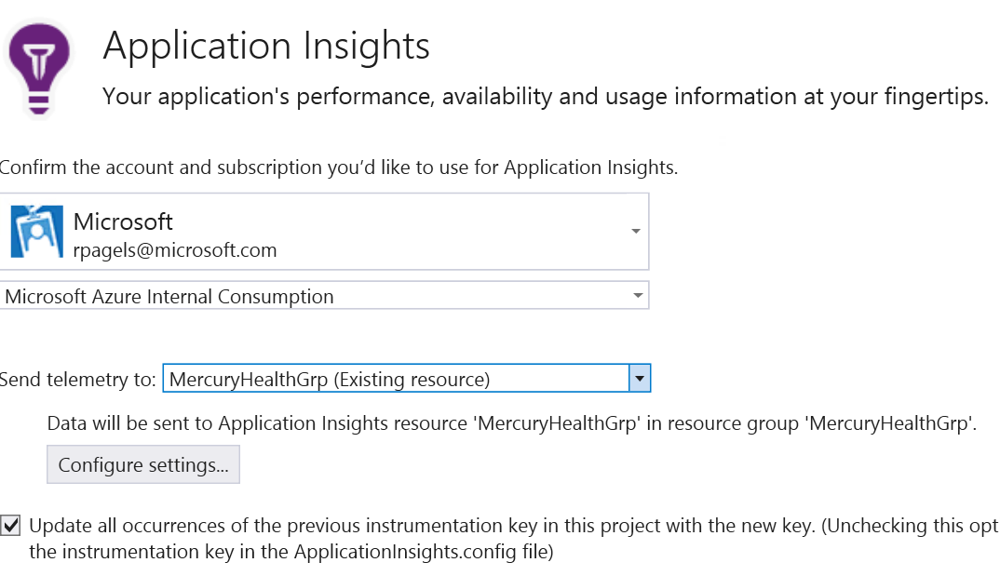 Application Insights
Your application's performance, availability and usage information at your fingertips.
Confirm the account and subscription you’d like to use for Application Insights.
Microsoft
rpagels@microsoft.com
Microsoft Azure Internal Consumption
Send telemetry to: MercuryHealthGrp (Existing resource)
Data will be sent to Application Insights resource 'MercuryHealthGrp' in resource group 'MercuryHealthGrp'.
Configure settings...
Update all occurrences of the previous instrumentation key in this project with the new key. (Unchecking this opt
the instrumentation key in the ApplicationInsights.config file)